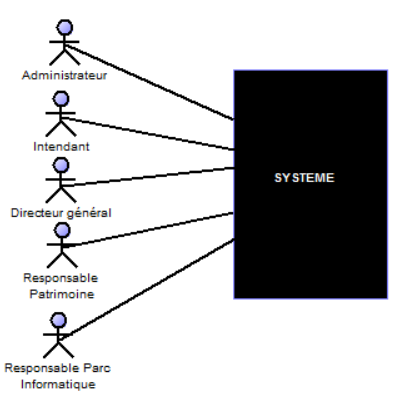 Administrateur
Intendant
Directeur général
Responsable
Patrimoine
Responsable Parc
Informatique
SYSTEME